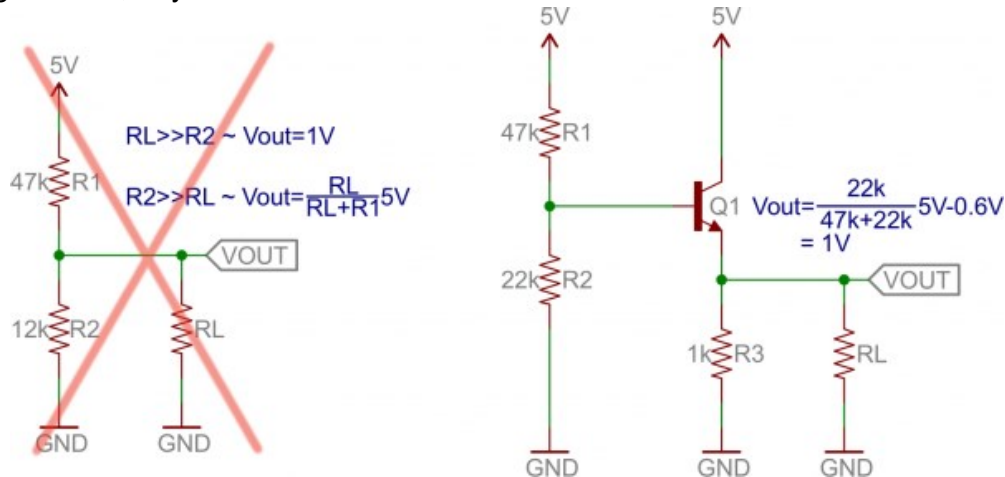 5V
RL>>R2 ~ Vout=1V
47k R1
R2>>RL ~ Vout= RL
RL+R1 5V
VOUT
12k R2
RL
GND
GND
5V
5V
47k R1
Q1
Vout= 22k
47k+22k 5V-0.6V
= 1V
VOUT
22k R2
1k R3
RL
GND
GND
GND